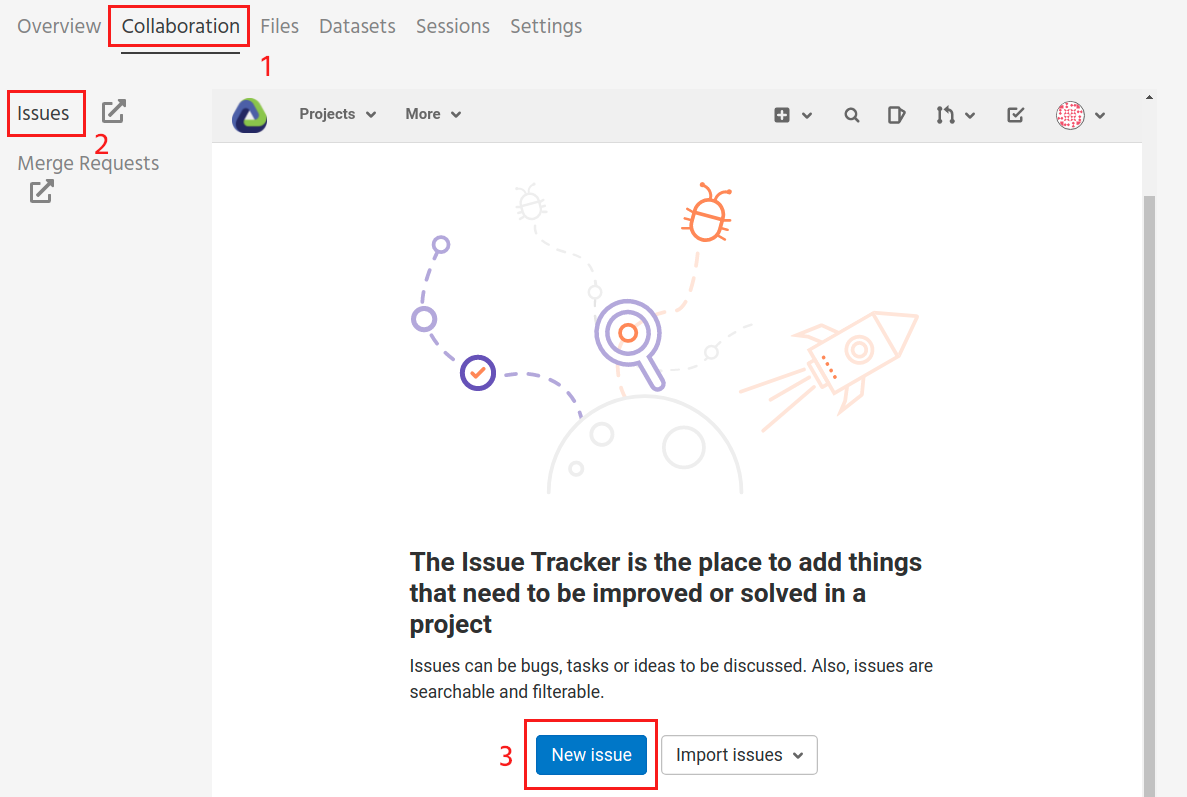 Overview Collaboration Files Datasets Sessions Settings
1
Issues
2
Merge Requests
Projects More
The Issue Tracker is the place to add things
that need to be improved or solved in a
project
Issues can be bugs, tasks or ideas to be discussed. Also, issues are
searchable and filterable.
3 New issue Import issues